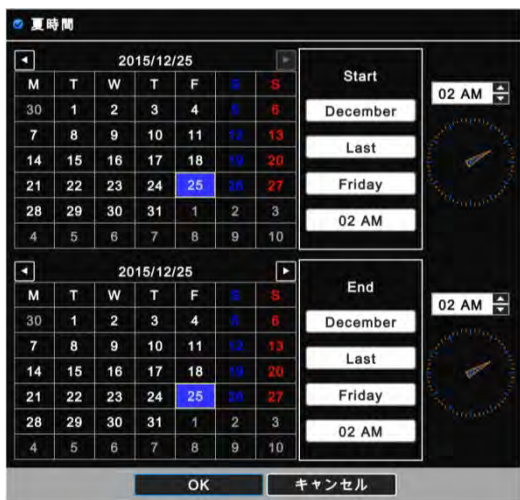 夏時間
2015/12/25
M T W T F S S
30 1 2 3 4 5 6
7 8 9 10 11 12 13
14 15 16 17 18 19 20
21 22 23 24 25 26 27
28 29 30 31 1 2 3
4 5 6 7 8 9 10
Start
December
Last
Friday
02 AM
02 AM
2015/12/25
M T W T F S S
30 1 2 3 4 5 6
7 8 9 10 11 12 13
14 15 16 17 18 19 20
21 22 23 24 25 26 27
28 29 30 31 1 2 3
4 5 6 7 8 9 10
End
December
Last
Friday
02 AM
02 AM
OK キャンセル